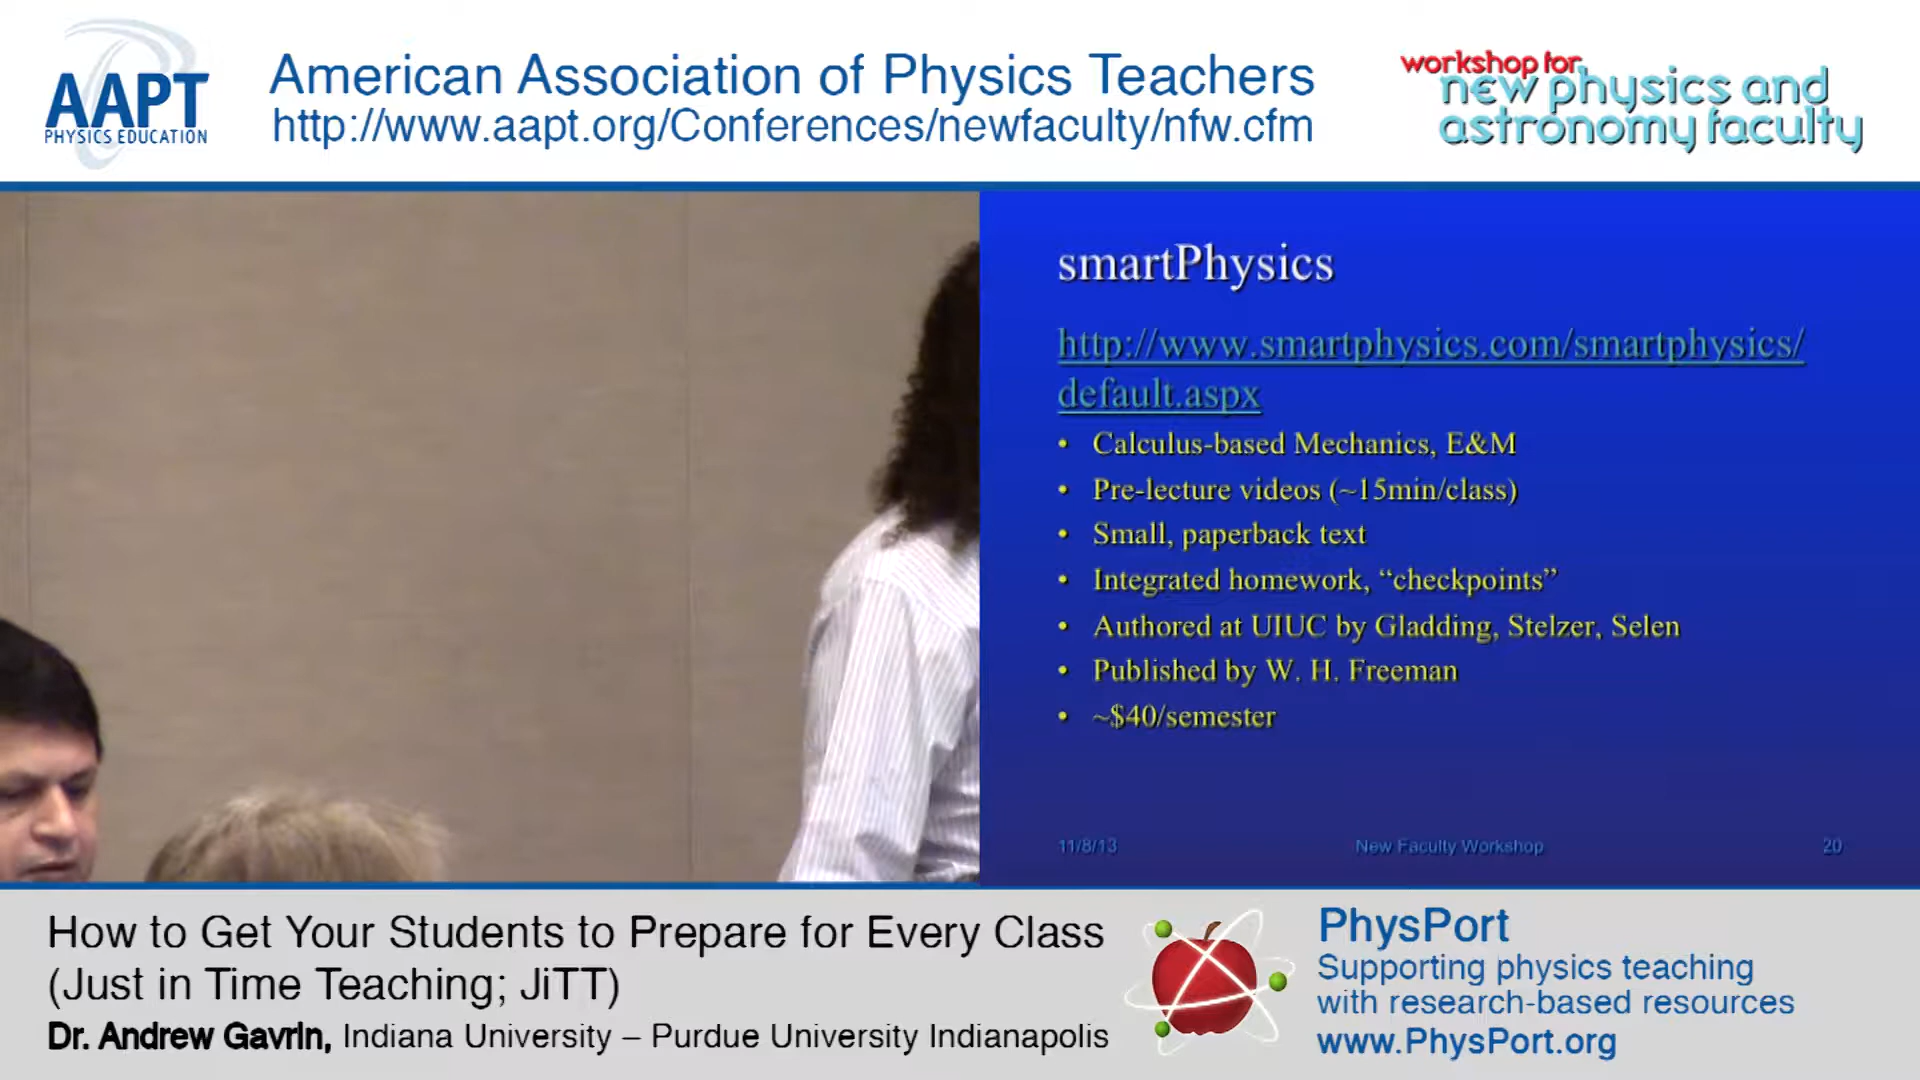 AAPT
PHYSICS EDUCATION
American Association of Physics Teachers
http://www.aapt.org/Conferences/newfaculty/nfw.cfm
workshop for
new physics and
astronomy faculty
smartPhysics
http://www.smartphysics.com/smartphysics/
default.aspx
• Calculus-based Mechanics, E&M
• Pre-lecture videos (~15min/class)
• Small, paperback text
• Integrated homework, “checkpoints”
• Authored at UIUC by Gladding, Stelzer, Selen
• Published by W. H. Freeman
• ~$40/semester
11/8/13 New Faculty Workshop 20
How to Get Your Students to Prepare for Every Class
(Just in Time Teaching; JiTT)
Dr. Andrew Gavrin, Indiana University – Purdue University Indianapolis
PhysPort
Supporting physics teaching
with research-based resources
www.PhysPort.org